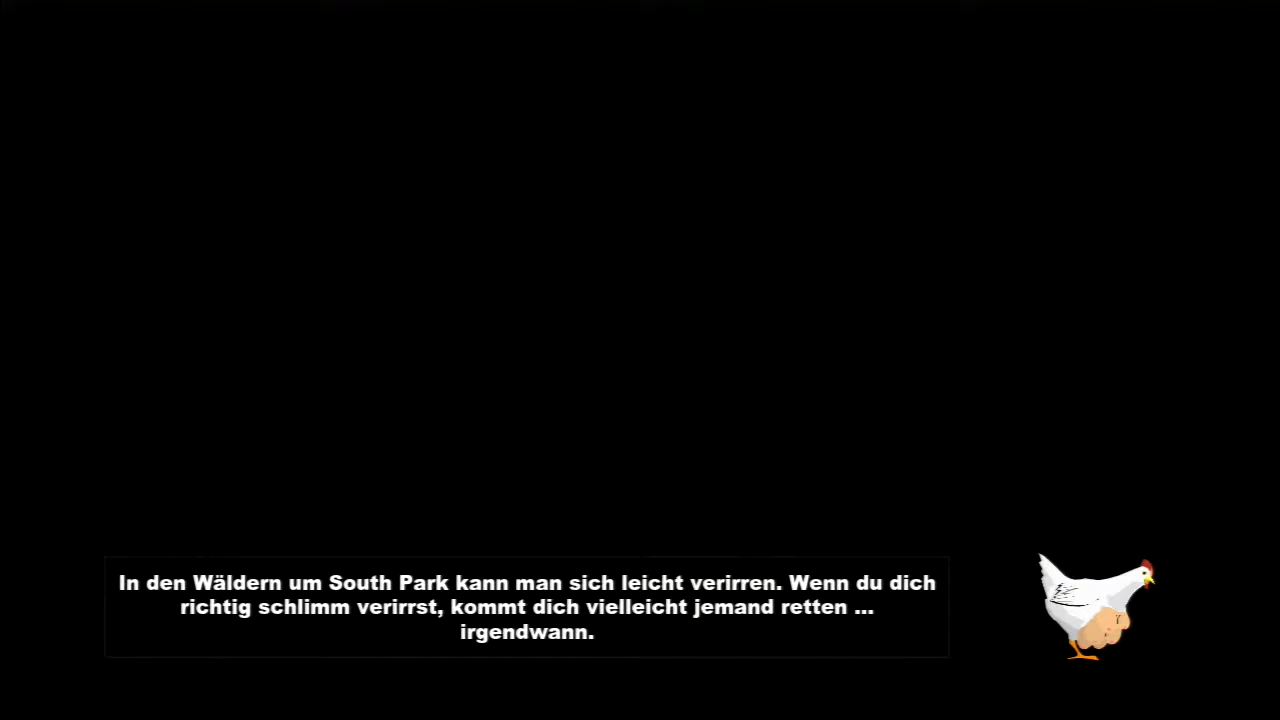 In den Wäldern um South Park kann man sich leicht verirren. Wenn du dich
richtig schlimm verirrst, kommt dich vielleicht jemand retten ...
irgendwann.